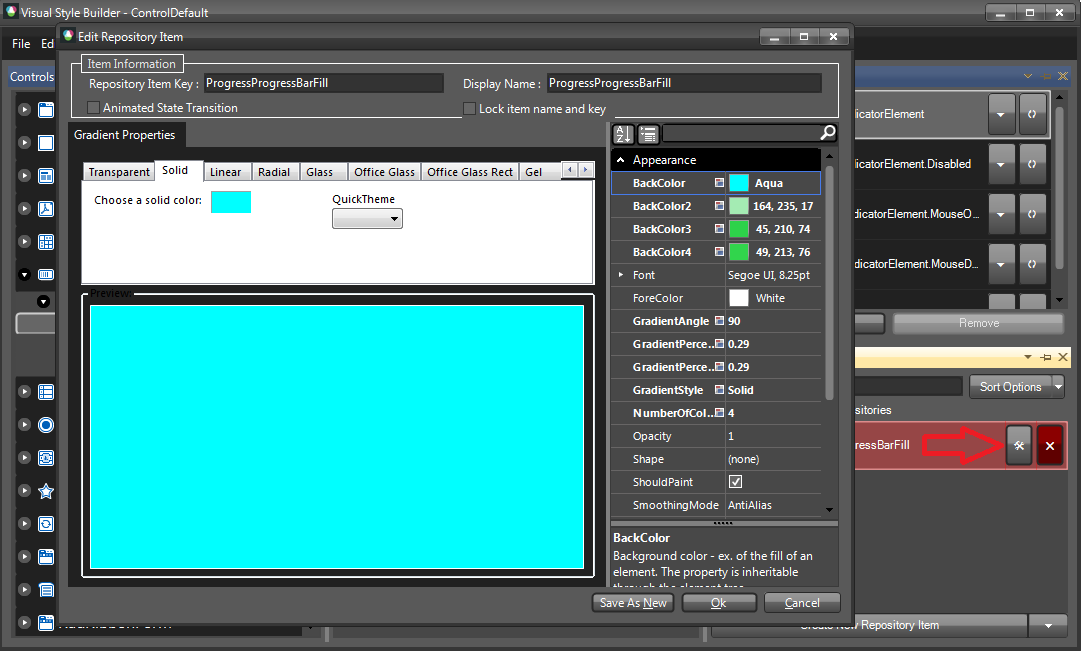 Visual Style Builder - ControlDefault
File Ed
Controls
Edit Repository Item
Item Information
Repository Item Key : ProgressProgressBarFill
Display Name : ProgressProgressBarFill
Animated State Transition
Lock item name and key
Gradient Properties
Transparent Solid Linear Radial Glass Office Glass Office Glass Rect Gel
Choose a solid color:
QuickTheme
Preview
Appearance
BackColor Aqua
BackColor2 164, 235, 17
BackColor3 45, 210, 74
BackColor4 49, 213, 76
Font Segoe UI, 8.25pt
ForeColor White
GradientAngle 90
GradientPerce.. 0.29
GradientPerce.. 0.29
GradientStyle Solid
NumberOfCol.. 4
Opacity 1
Shape (none)
ShouldPaint
SmoothingMode AntiAlias
BackColor
Background color - ex. of the fill of an
element. The property is inheritable
through the element tree
Save As New Ok Cancel
dicatorElement
dicatorElement.Disabled
dicatorElement.MouseO...
dicatorElement.MouseD...
Remove
Sort Options
sitories
ressBarFill
Create New Repository Item